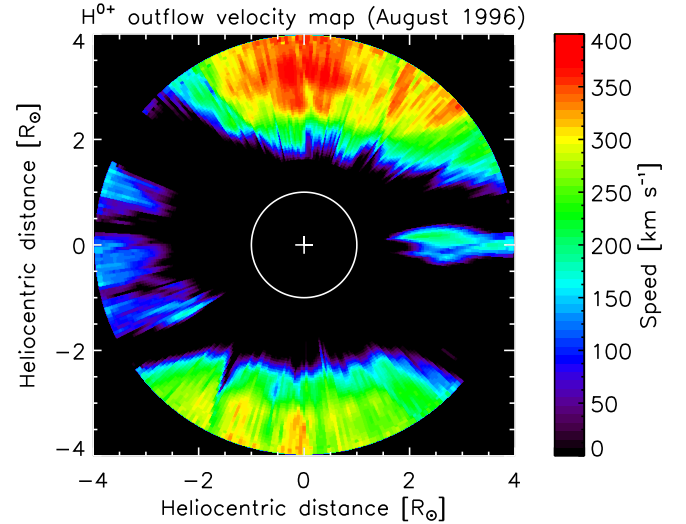 H⁰⁺ outflow velocity map (August 1996)
Heliocentric distance [R☉]
4
2
0
−2
−4
−4 −2 0 2 4
Heliocentric distance [R☉]
400
350
300
250
200
150
100
50
0
Speed [km s⁻¹]